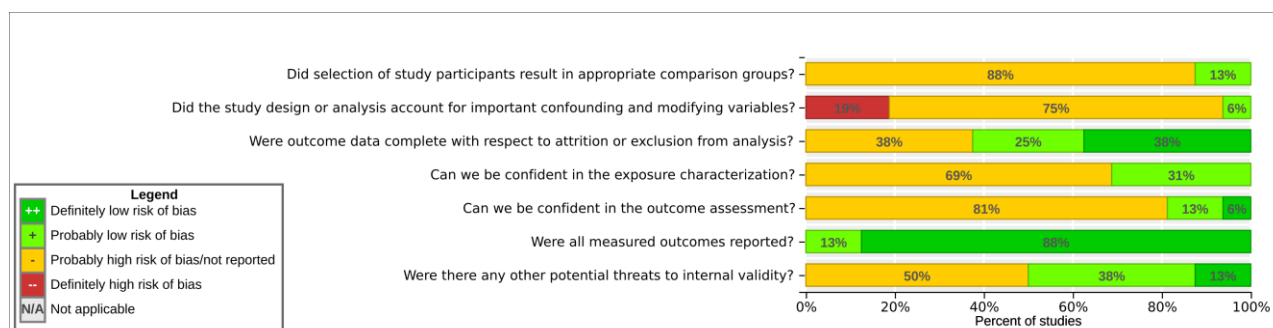 Did selection of study participants result in appropriate comparison groups?
88% 13%
Did the study design or analysis account for important confounding and modifying variables?
19% 75% 6%
Were outcome data complete with respect to attrition or exclusion from analysis?
38% 25% 38%
Can we be confident in the exposure characterization?
69% 31%
Can we be confident in the outcome assessment?
81% 13% 6%
Were all measured outcomes reported?
13% 88%
Were there any other potential threats to internal validity?
50% 38% 13%
0% 20% 40% 60% 80% 100%
Percent of studies
Legend
++ Definitely low risk of bias
+ Probably low risk of bias
- Probably high risk of bias/not reported
-- Definitely high risk of bias
N/A Not applicable